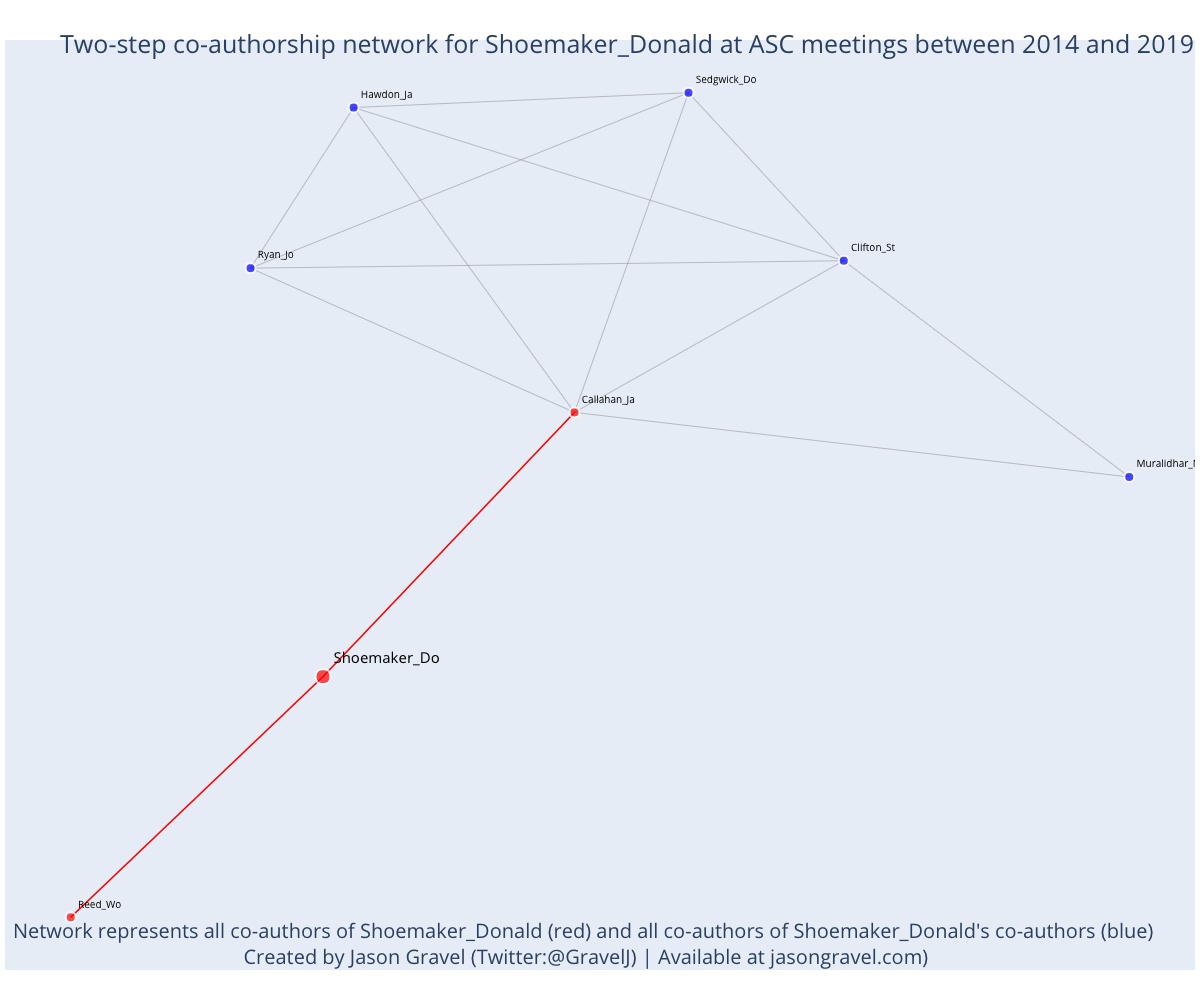 Two-step co-authorship network for Shoemaker_Donald at ASC meetings between 2014 and 2019
Sedgwick_Do
Hawdon_Ja
Clifton_St
Ryan_Jo
Callahan_Ja
Muralidhar_
Shoemaker_Do
Reed_Wo
Network represents all co-authors of Shoemaker_Donald (red) and all co-authors of Shoemaker_Donald's co-authors (blue)
Created by Jason Gravel (Twitter:@GravelJ) | Available at jasongravel.com)